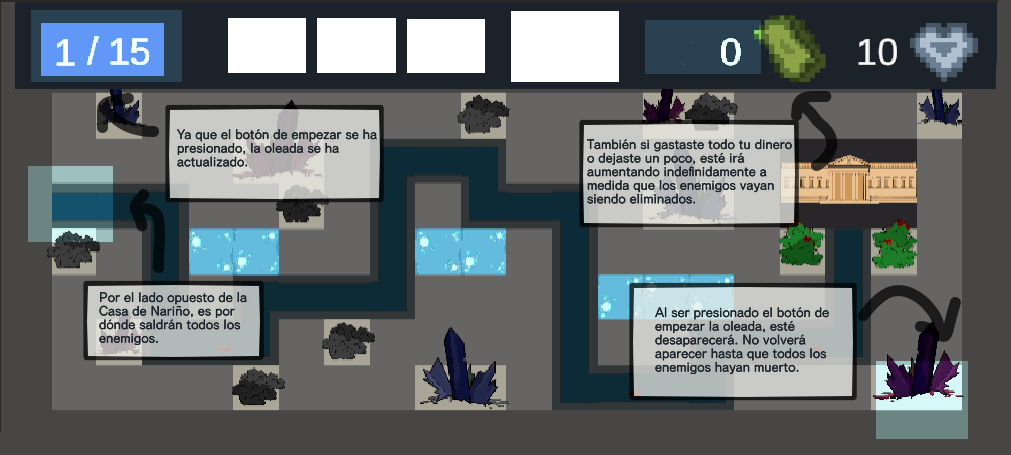 1 / 15
0
10
Ya que el botón de empezar se ha
presionado, la oleada se ha
actualizado.
También si gastaste todo tu dinero
o dejaste un poco, esté irá
aumentando indefinidamente a
medida que los enemigos vayan
siendo eliminados.
Por el lado opuesto de la
Casa de Nariño, es por
dónde saldrán todos los
enemigos.
Al ser presionado el botón de
empezar la oleada, esté
desaparecerá. No volverá
aparecer hasta que todos los
enemigos hayan muerto.